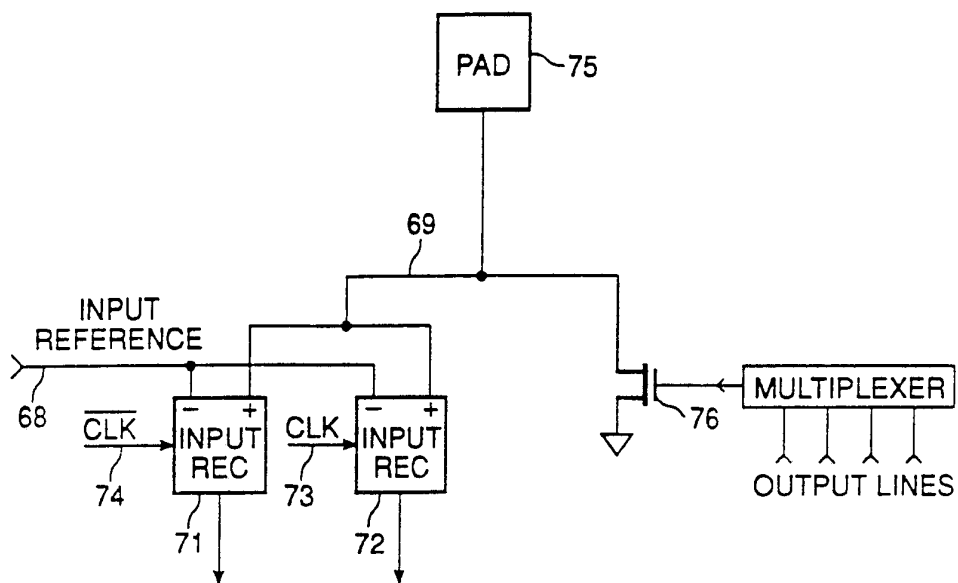 PAD
75
69
INPUT
REFERENCE
68
- +
INPUT
REC
- +
INPUT
REC
C̅L̅K̅
74
CLK
73
71
72
76
MULTIPLEXER
OUTPUT LINES